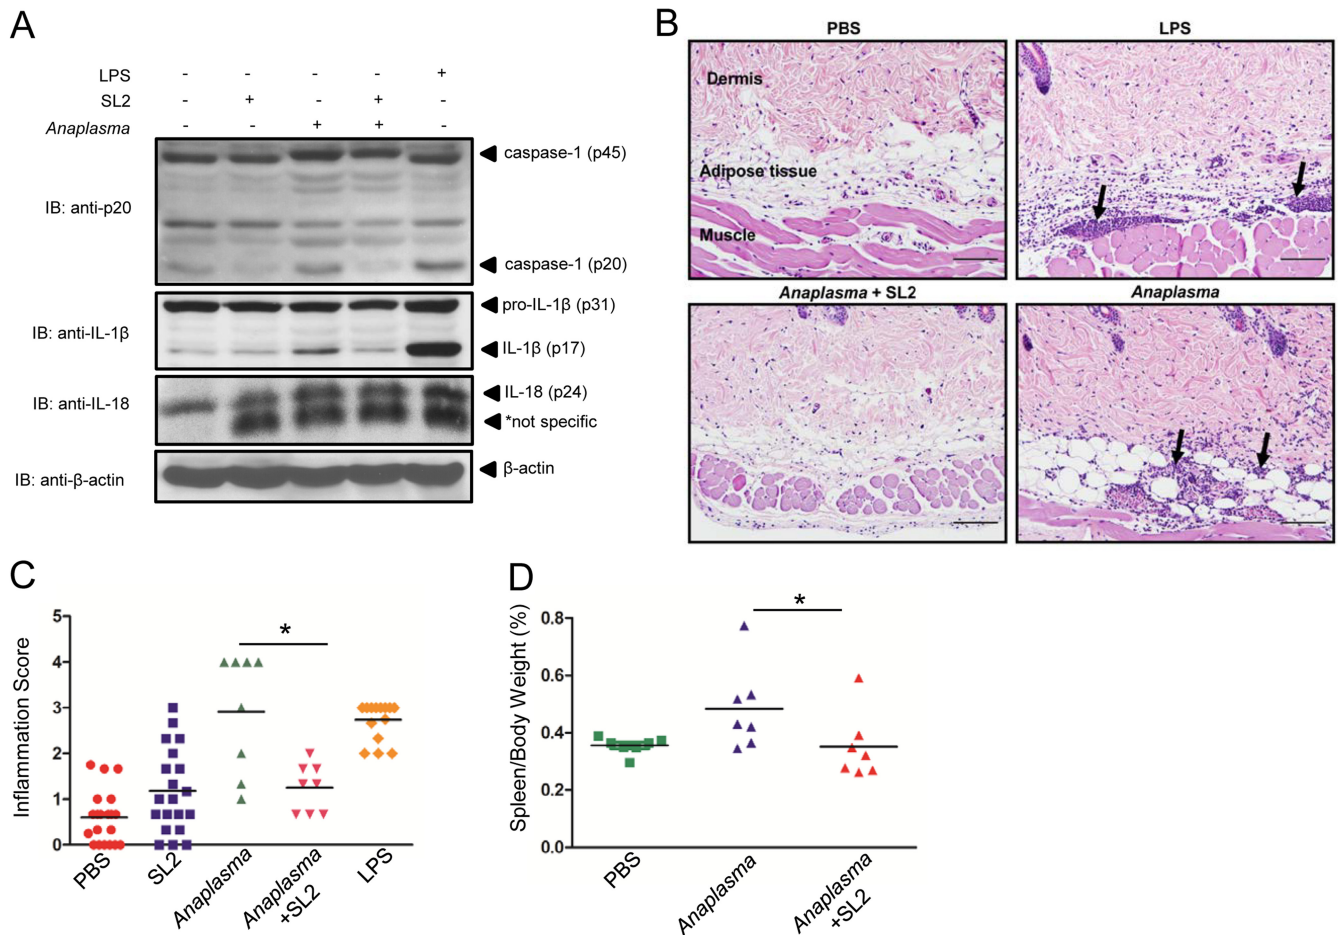 A
LPS - - - - +
SL2 - + - + -
Anaplasma - - + + -
IB: anti-p20
caspase-1 (p45)
caspase-1 (p20)
IB: anti-IL-1β
pro-IL-1β (p31)
IL-1β (p17)
IB: anti-IL-18
IL-18 (p24)
*not specific
IB: anti-β-actin
β-actin
B
PBS
LPS
Dermis
Adipose tissue
Muscle
Anaplasma + SL2
Anaplasma
C
Inflammation Score
5
4
3
2
1
0
*
PBS
SL2
Anaplasma
Anaplasma
+SL2
LPS
D
Spleen/Body Weight (%)
0.8
0.6
0.4
0.2
0.0
*
PBS
Anaplasma
Anaplasma
+SL2